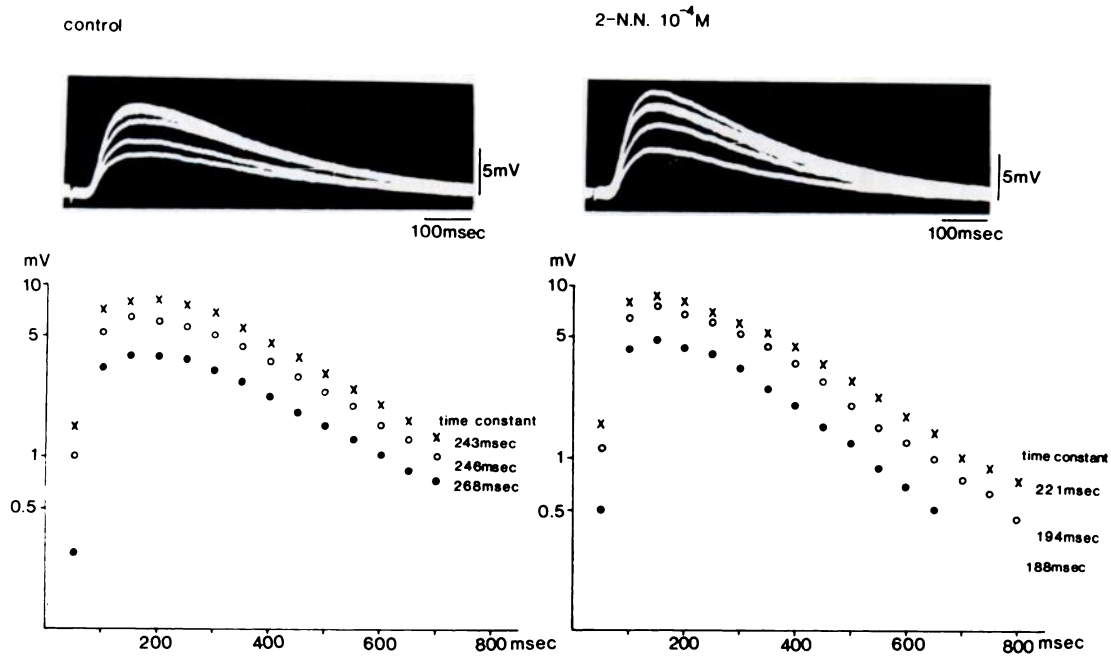 control
2-N.N. 10⁻⁴M
5mV
100msec
5mV
100msec
mV
10
5
1
0.5
time constant
x 243msec
o 246msec
• 268msec
200 400 600 800 msec
mV
10
5
1
0.5
time constant
x 221msec
o 194msec
188msec
200 400 600 800 msec